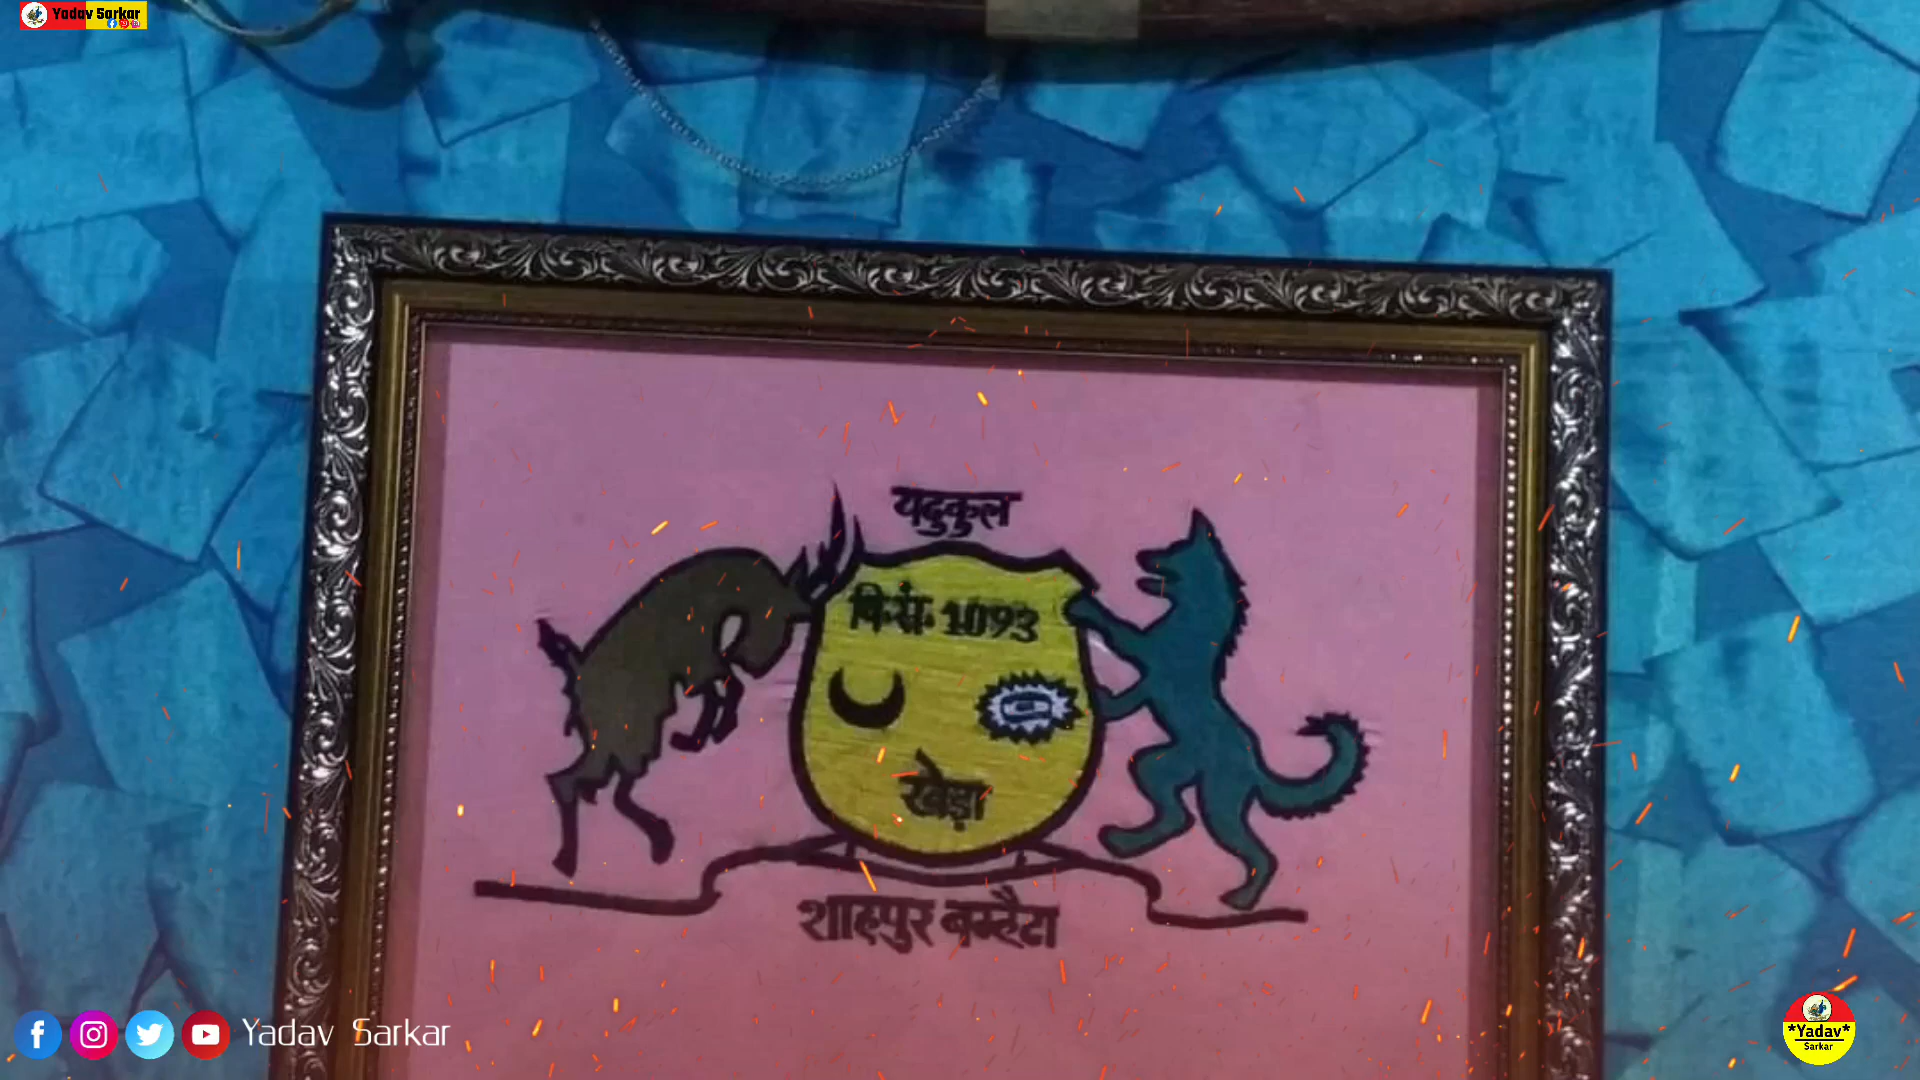 Yadav Sarkar
यदुकुल
वि.सं. 1093
खेड़ा
शाहपुर बम्हैटा
Yadav Sarkar
*Yadav*
Sarkar